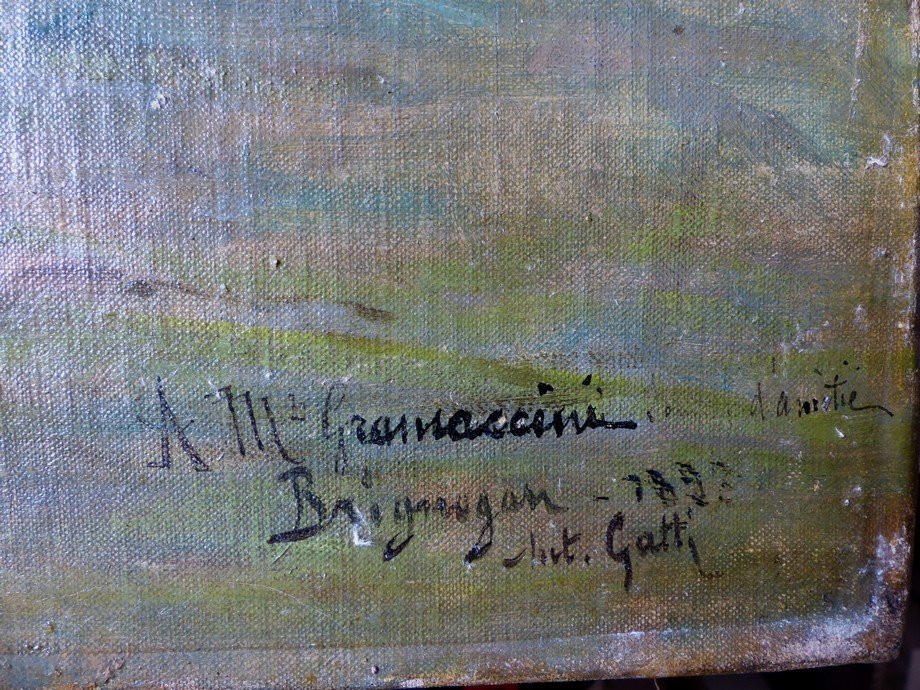 A Mr Gramaccini d'amitié
Brignogan -
Ant. Gatti